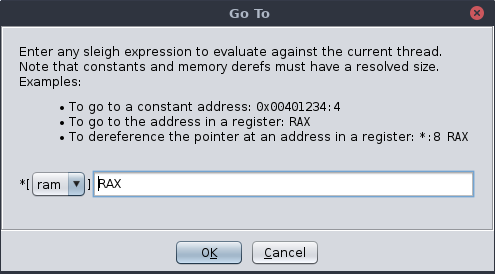 Go To
Enter any sleigh expression to evaluate against the current thread.
Note that constants and memory derefs must have a resolved size.
Examples:
• To go to a constant address: 0x00401234:4
• To go to the address in a register: RAX
• To dereference the pointer at an address in a register: *:8 RAX
*[ ram ] RAX
OK Cancel